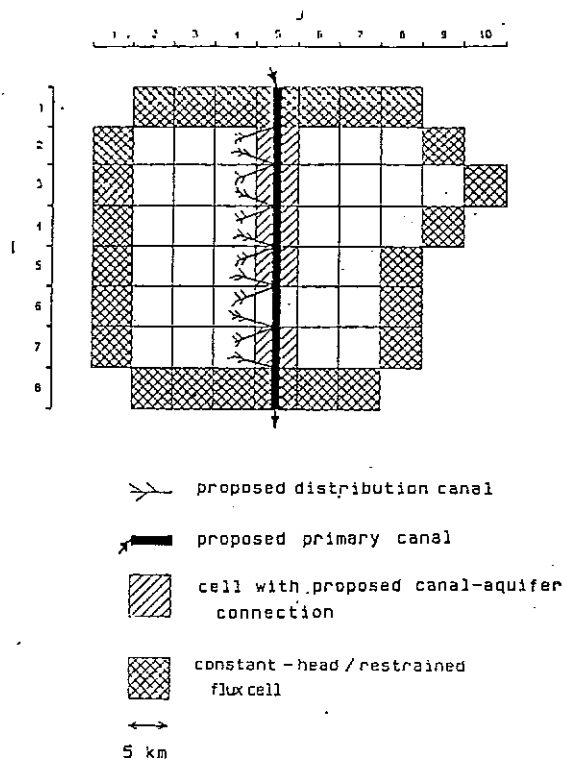 J
1 2 3 4 5 6 7 8 9 10
1
2
3
4
I
5
6
7
8
proposed distribution canal
proposed primary canal
cell with proposed canal-aquifer
connection
constant-head/restrained
flux cell
5 km